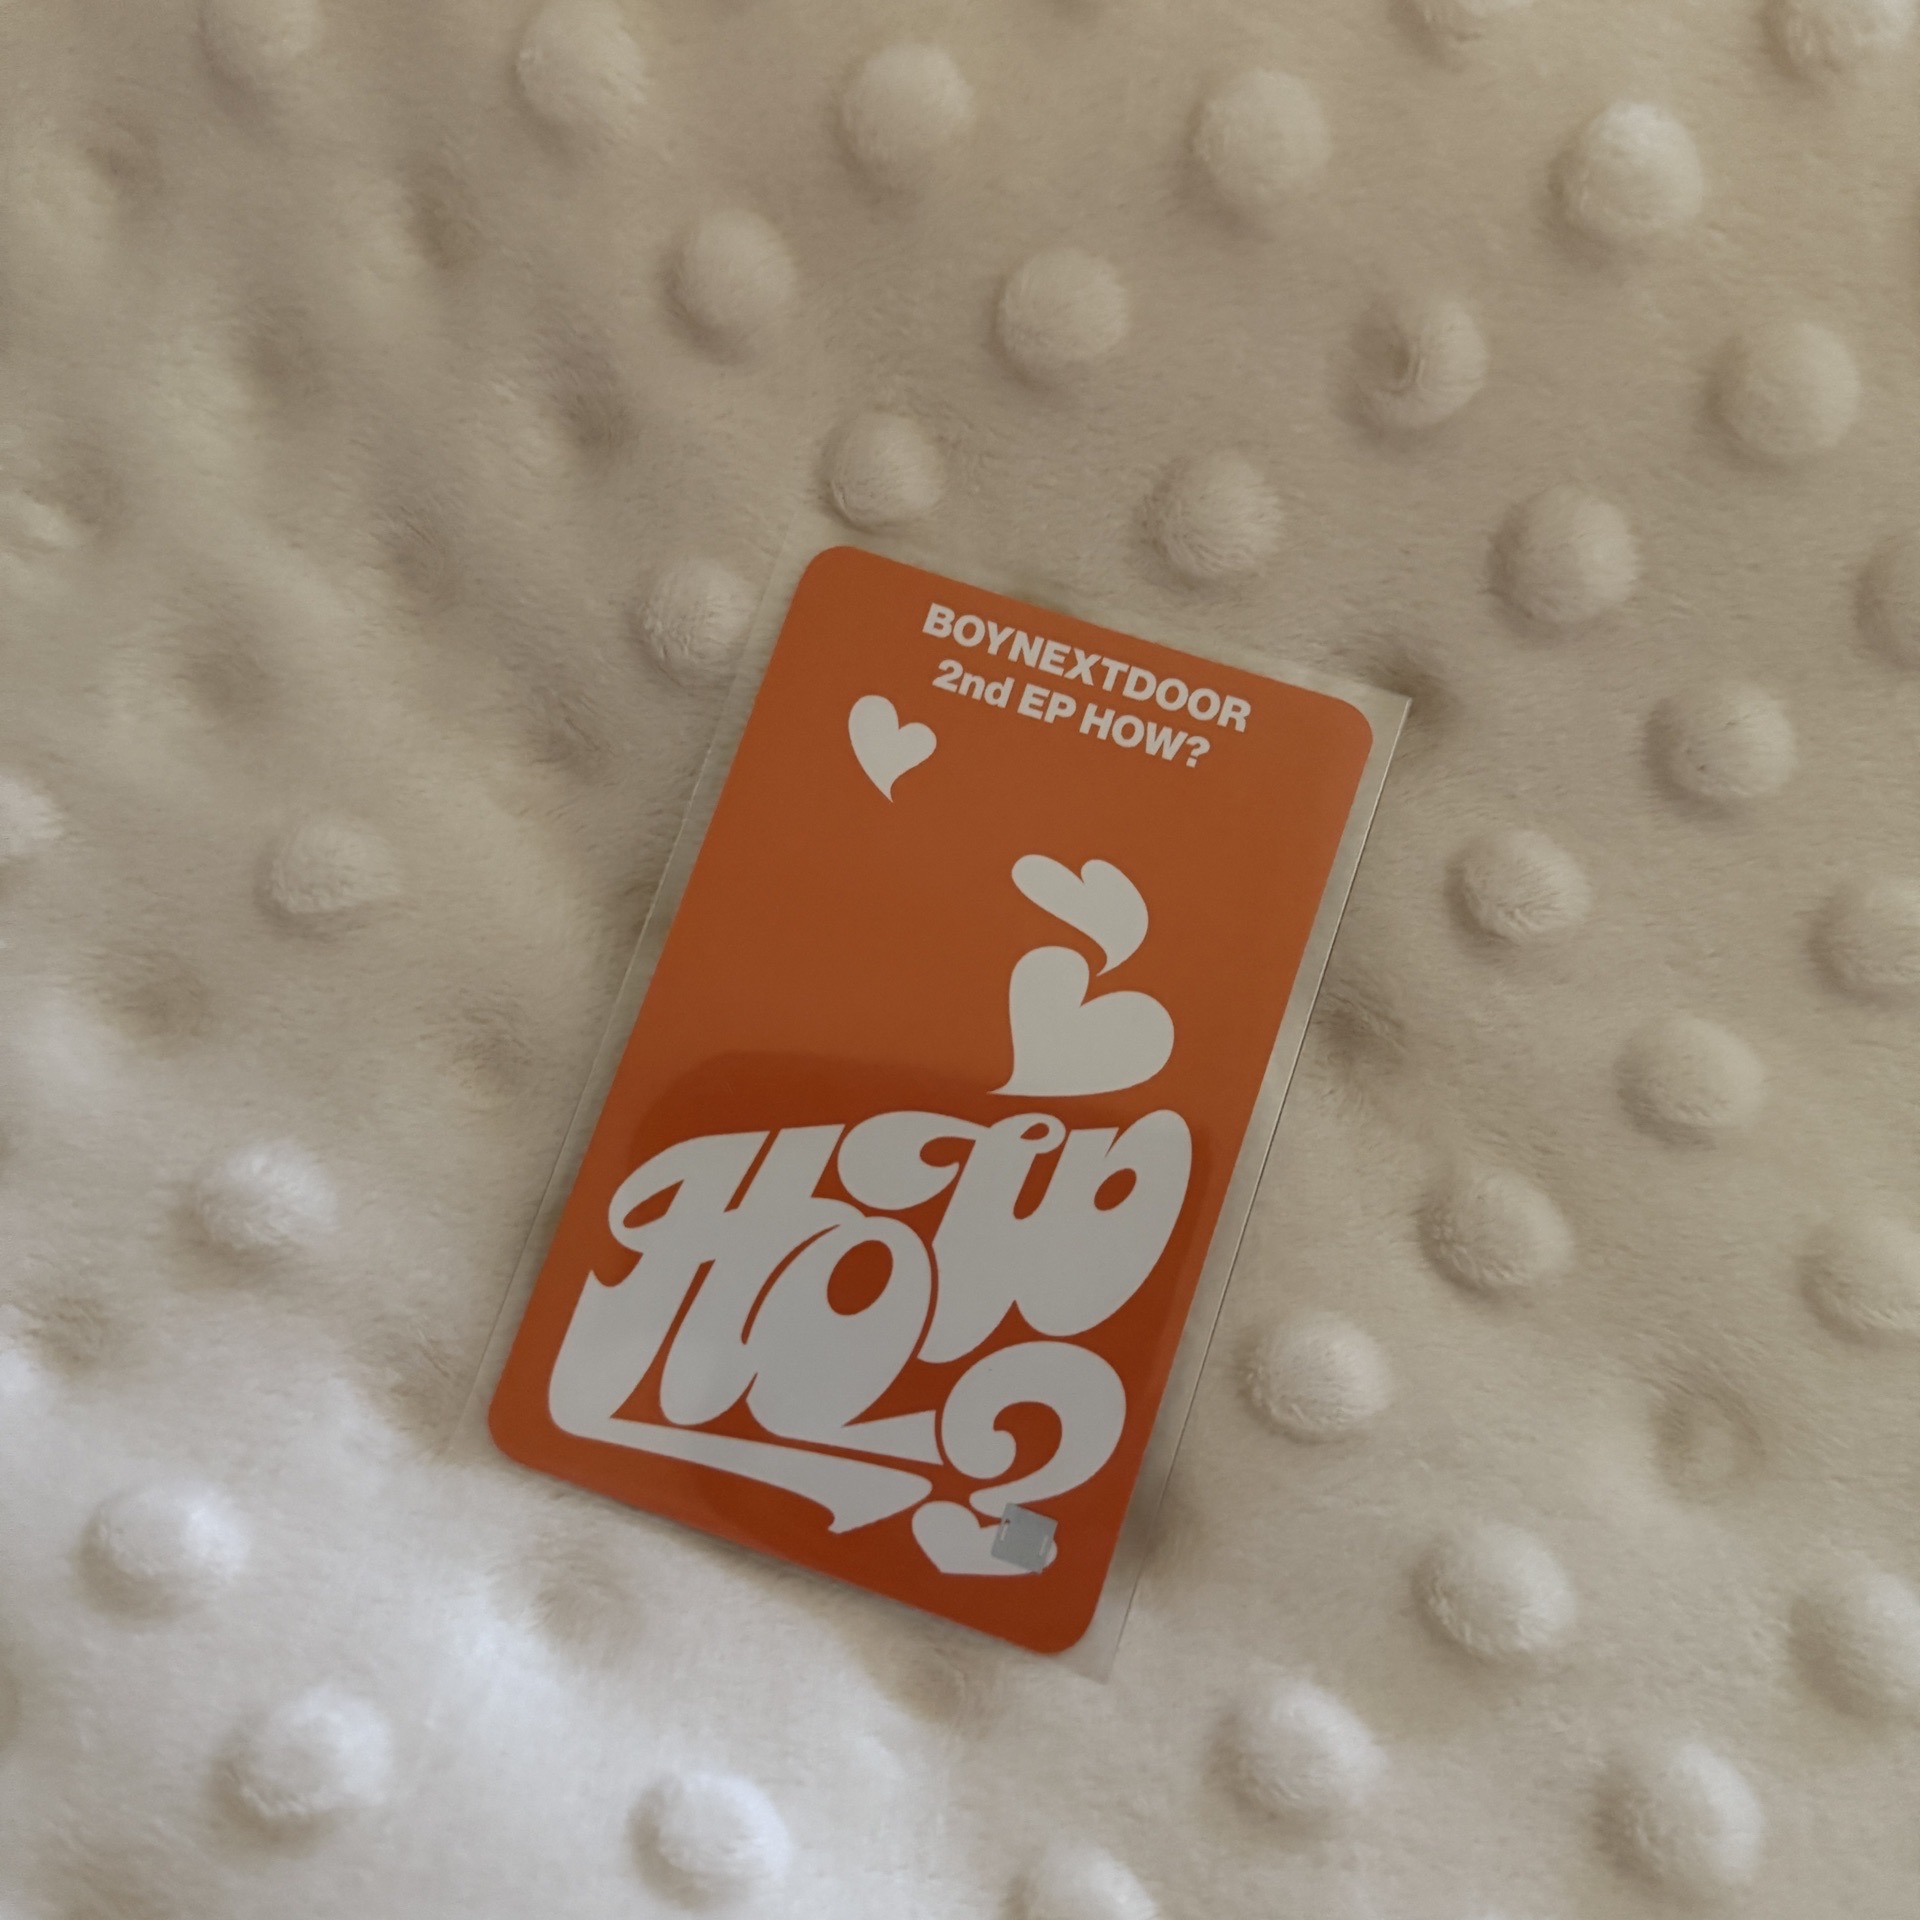 BOYNEXTDOOR
2nd EP HOW?
HOW
?